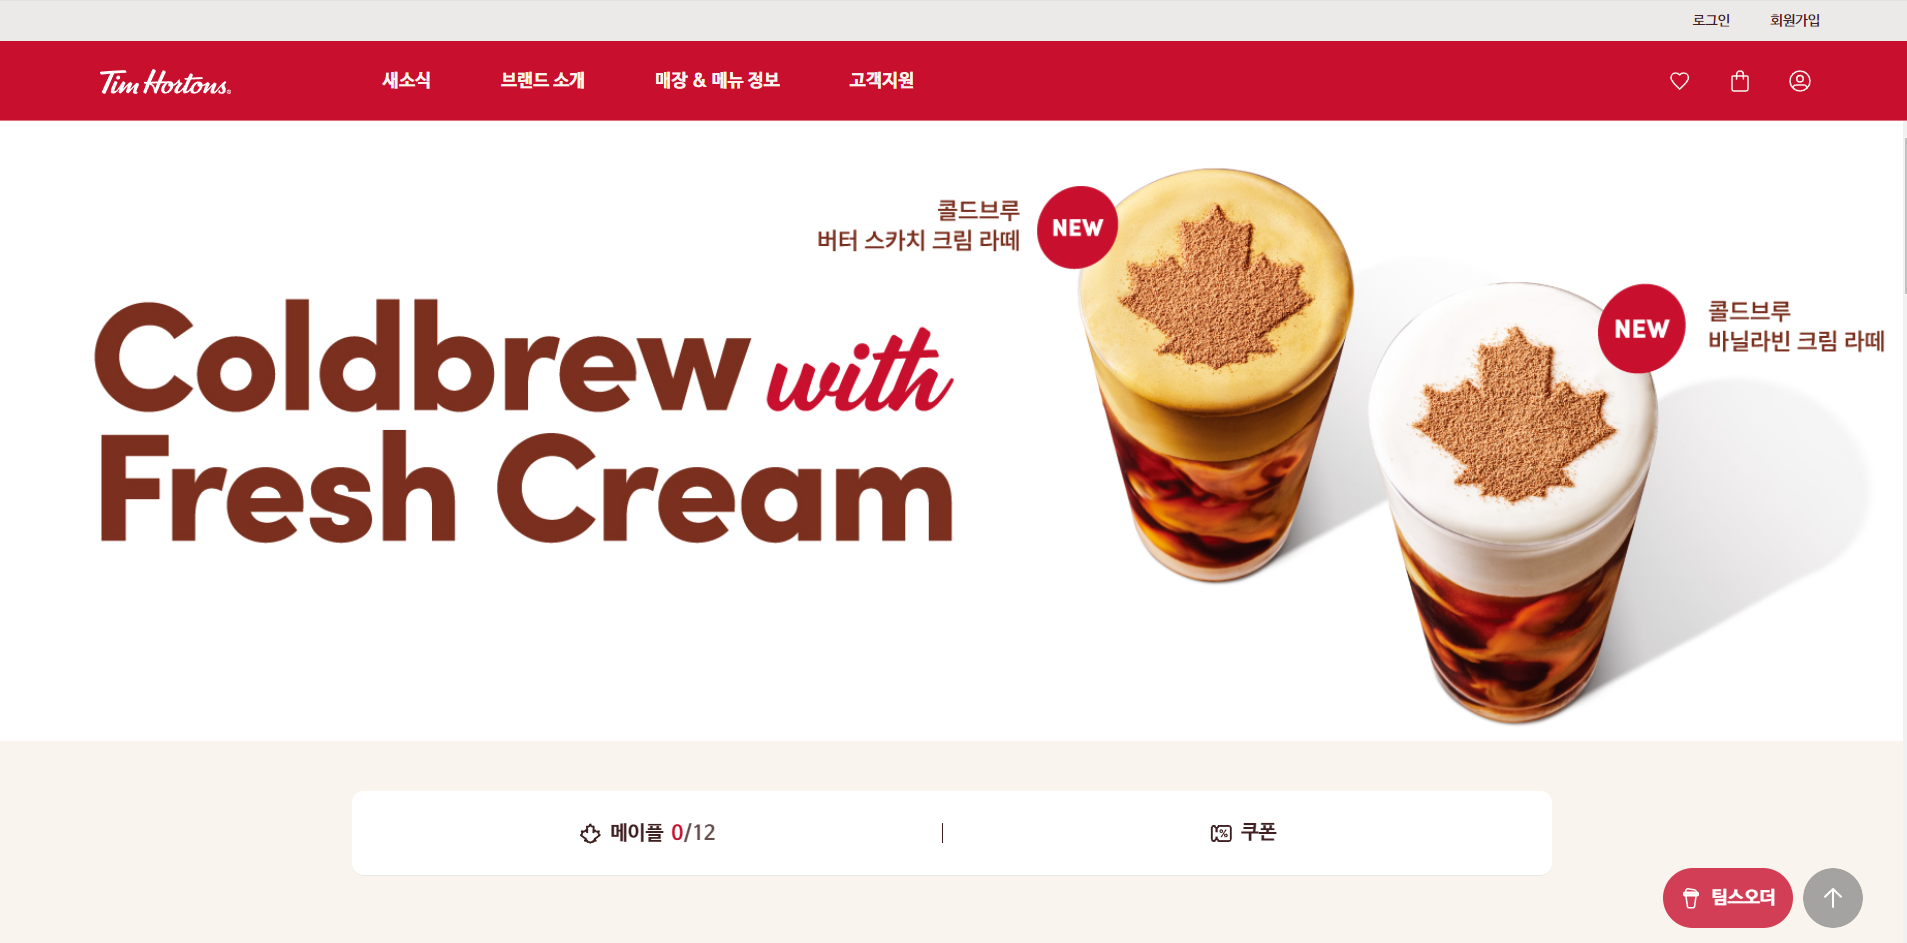 로그인
회원가입
Tim Hortons®
새소식
브랜드 소개
매장 & 메뉴 정보
고객지원
콜드브루
버터 스카치 크림 라떼
NEW
NEW
콜드브루
바닐라빈 크림 라떼
Coldbrew with
Fresh Cream
메이플 0/12
쿠폰
팀스오더